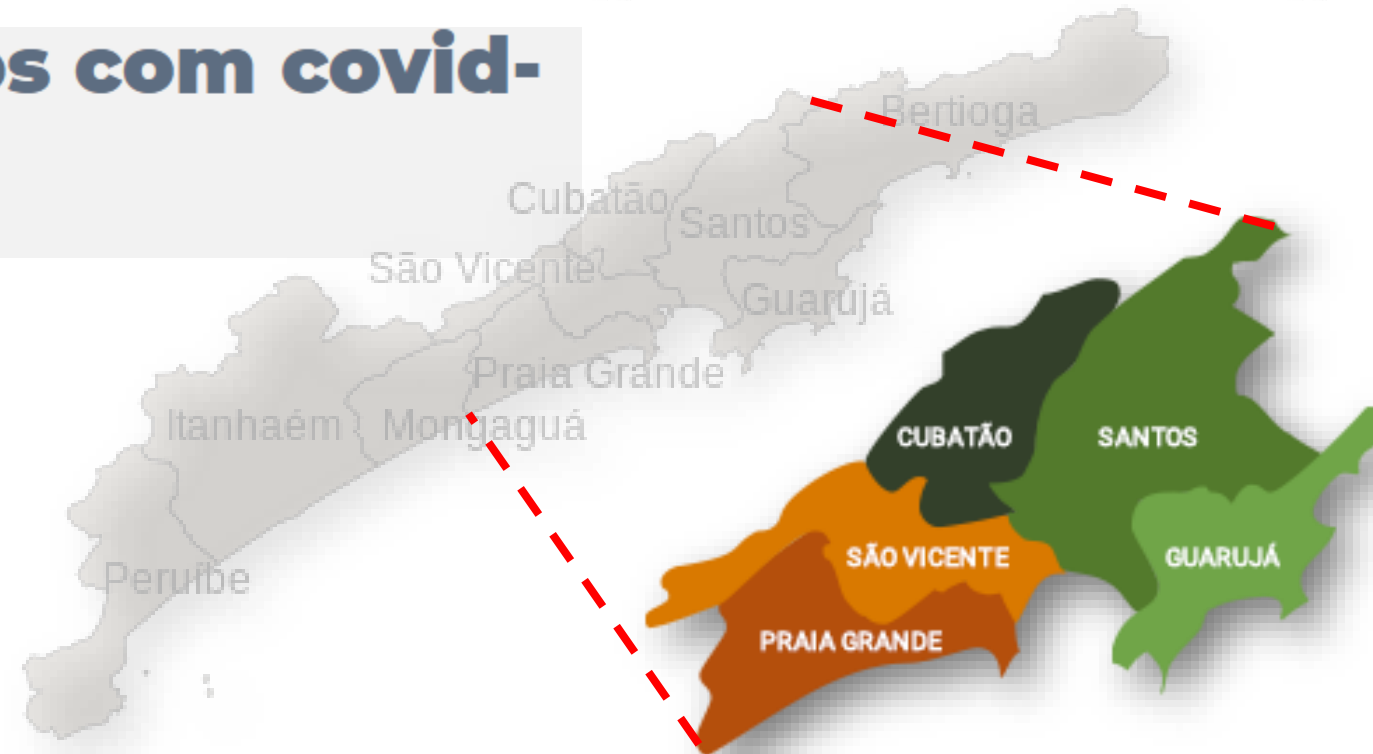 os com covid-
Bertioga
Cubatão
Santos
São Vicente
Guarujá
Praia Grande
Itanhaém
Mongaguá
Peruíbe
CUBATÃO
SANTOS
SÃO VICENTE
GUARUJÁ
PRAIA GRANDE